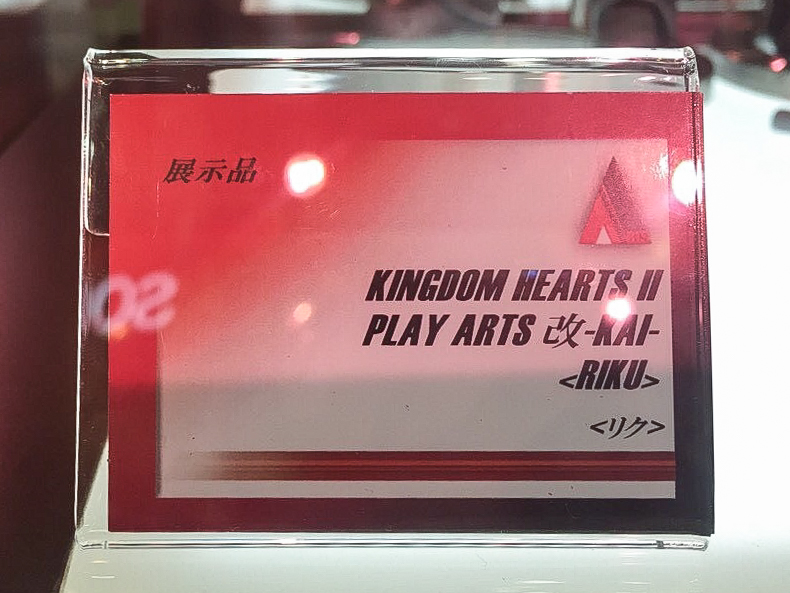 展示品
KINGDOM HEARTS II
PLAY ARTS 改-KAI-
<RIKU>
<リク>